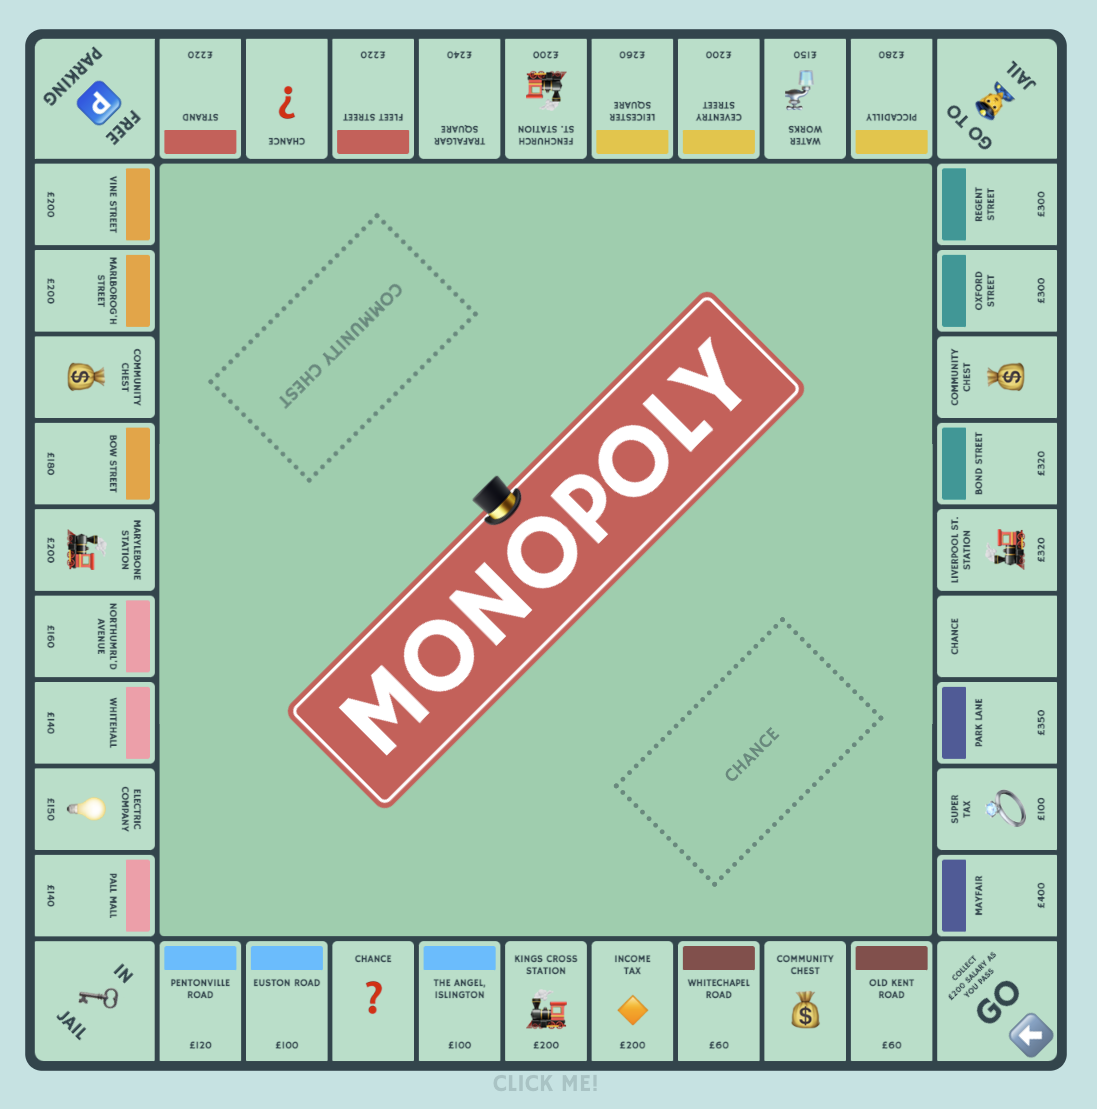 FREE
PARKING
£220
STRAND
?
CHANCE
£220
FLEET STREET
£240
TRAFALGAR
SQUARE
£200
FENCHURCH
ST. STATION
£260
LEICESTER
SQUARE
£200
CEVENTRY
STREET
£150
WATER
WORKS
£280
PICCADILLY
GO TO
JAIL
VINE STREET
£200
MARLBOROG'H
STREET
£200
COMMUNITY
CHEST
BOW STREET
£180
MARYLEBONE
STATION
£200
NORTHUMRL'D
AVENUE
£160
WHITEHALL
£140
ELECTRIC
COMPANY
£150
PALL MALL
£140
COMMUNITY CHEST
MONOPOLY
CHANCE
REGENT
STREET
£300
OXFORD
STREET
£300
COMMUNITY
CHEST
BOND STREET
£320
LIVERPOOL ST.
STATION
£320
CHANCE
PARK LANE
£350
SUPER
TAX
£100
MAYFAIR
£400
IN
JAIL
PENTONVILLE
ROAD
£120
EUSTON ROAD
£100
CHANCE
?
THE ANGEL,
ISLINGTON
£100
KINGS CROSS
STATION
£200
INCOME
TAX
£200
WHITECHAPEL
ROAD
£60
COMMUNITY
CHEST
OLD KENT
ROAD
£60
COLLECT
£200 SALARY AS
YOU PASS
GO
CLICK ME!